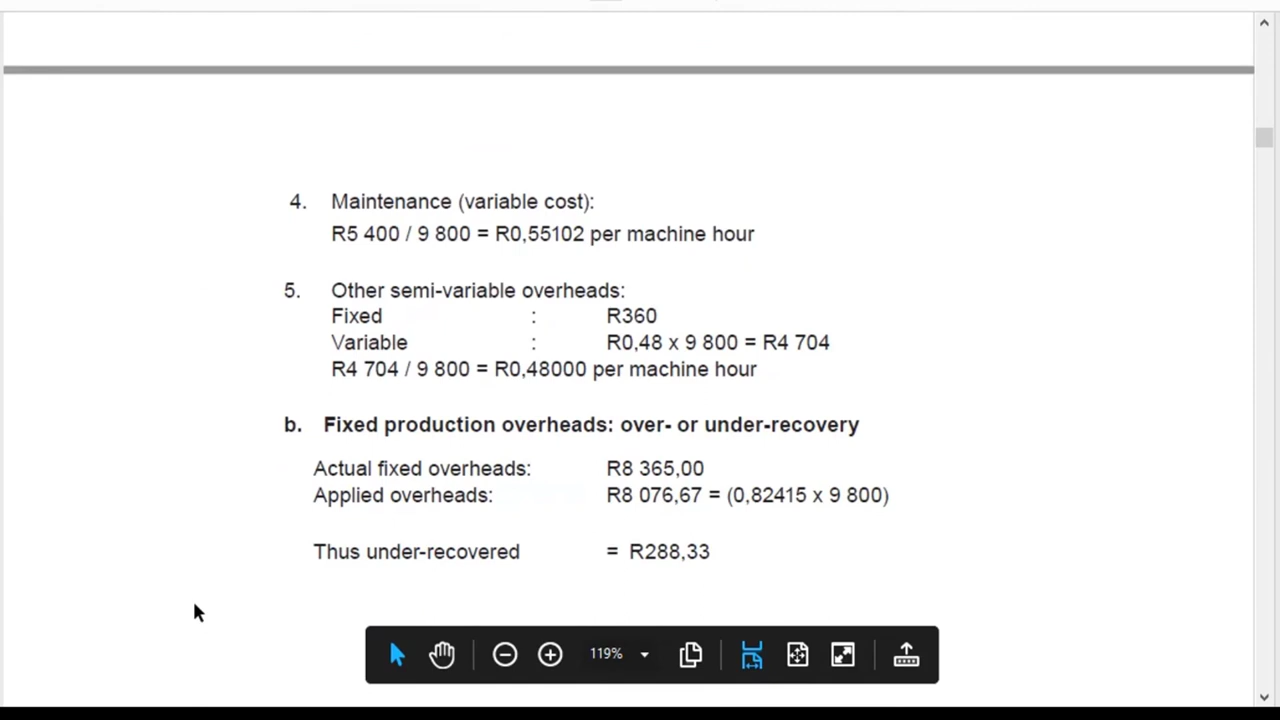 4. Maintenance (variable cost):
R5 400 / 9 800 = R0,55102 per machine hour
5. Other semi-variable overheads:
Fixed : R360
Variable : R0,48 x 9 800 = R4 704
R4 704 / 9 800 = R0,48000 per machine hour
b. Fixed production overheads: over- or under-recovery
Actual fixed overheads: R8 365,00
Applied overheads: R8 076,67 = (0,82415 x 9 800)
Thus under-recovered = R288,33
119%